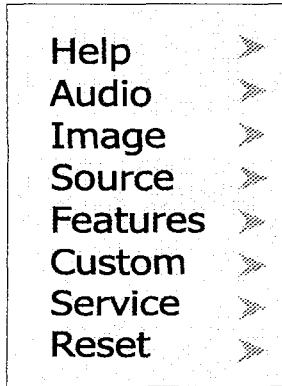 Help
Audio
Image
Source
Features
Custom
Service
Reset